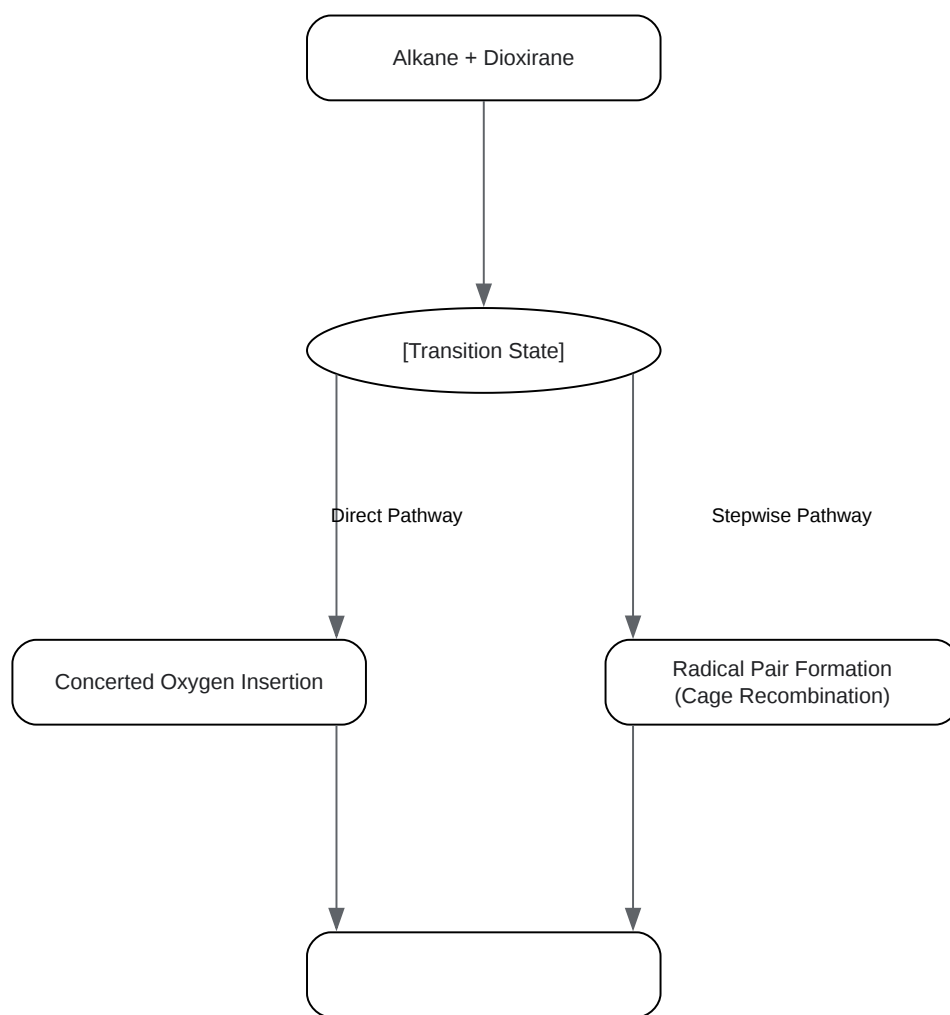 Alkane + Dioxirane
[Transition State]
Direct Pathway
Stepwise Pathway
Concerted Oxygen Insertion
Radical Pair Formation
(Cage Recombination)